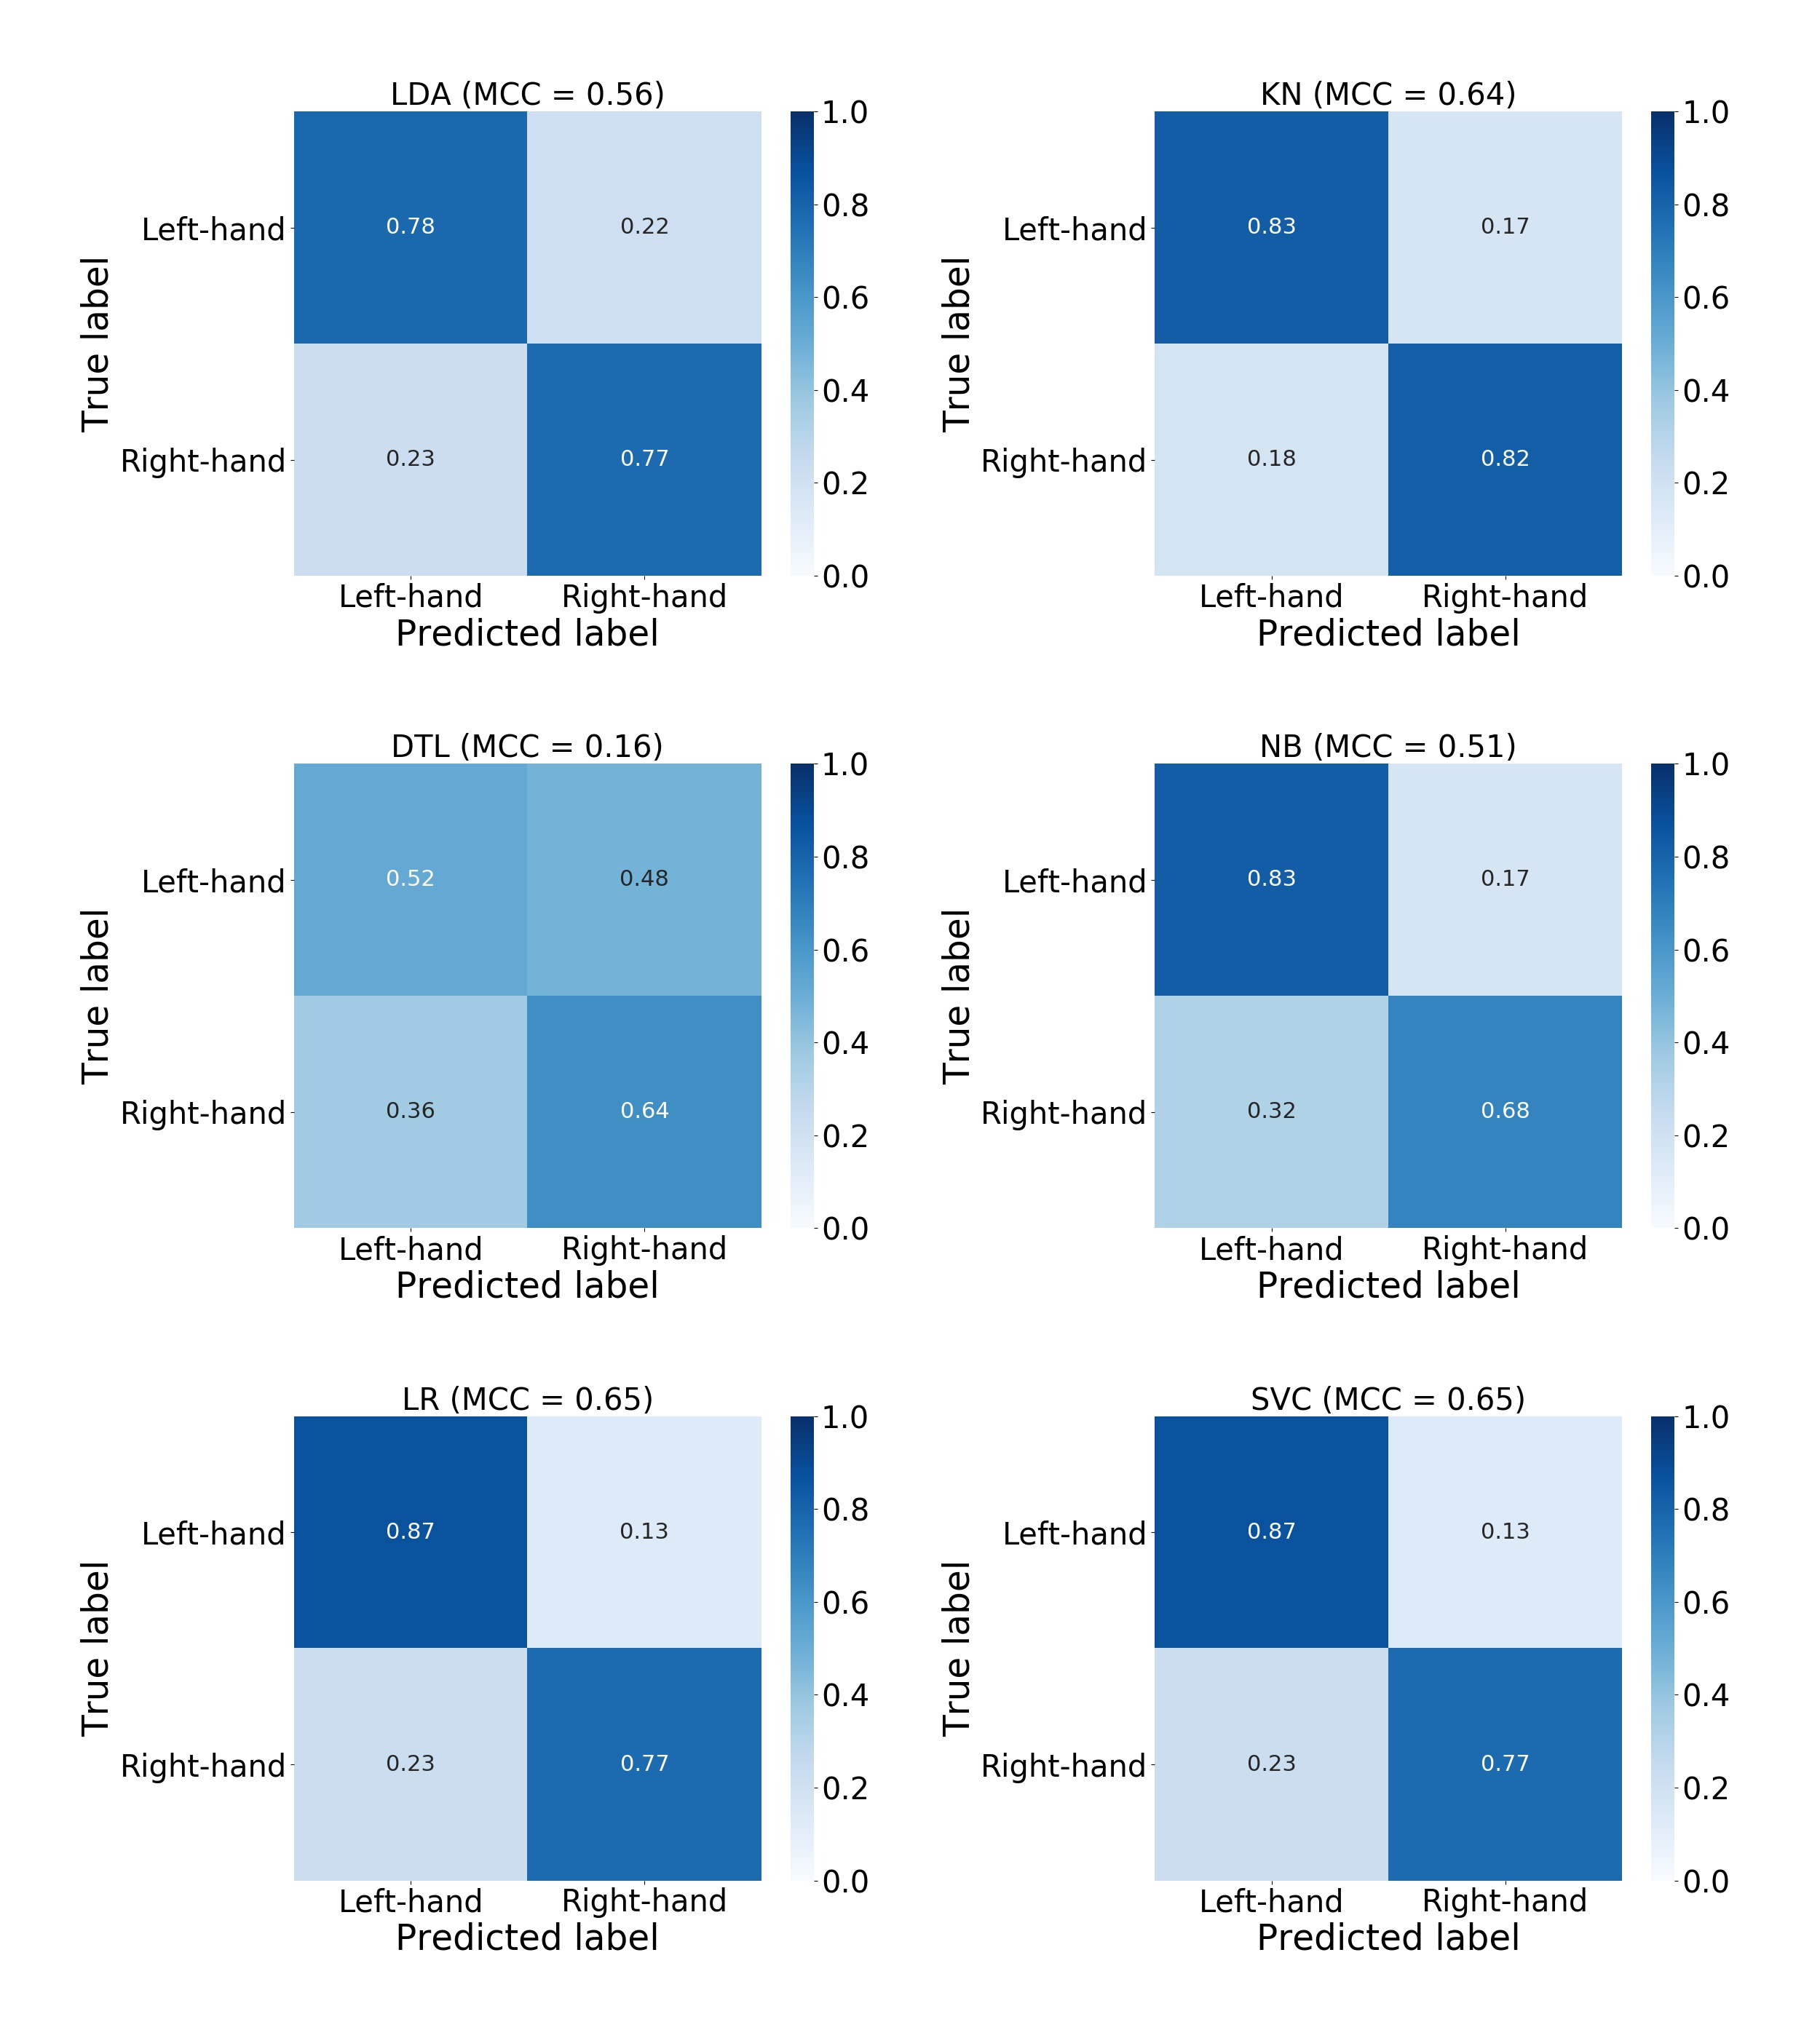 LDA (MCC = 0.56)
1.0
0.8
0.6
0.4
0.2
0.0
True label
Left-hand
0.78 0.22
Right-hand
0.23 0.77
Left-hand Right-hand
Predicted label
KN (MCC = 0.64)
1.0
0.8
0.6
0.4
0.2
0.0
True label
Left-hand
0.83 0.17
Right-hand
0.18 0.82
Left-hand Right-hand
Predicted label
DTL (MCC = 0.16)
1.0
0.8
0.6
0.4
0.2
0.0
True label
Left-hand
0.52 0.48
Right-hand
0.36 0.64
Left-hand Right-hand
Predicted label
NB (MCC = 0.51)
1.0
0.8
0.6
0.4
0.2
0.0
True label
Left-hand
0.83 0.17
Right-hand
0.32 0.68
Left-hand Right-hand
Predicted label
LR (MCC = 0.65)
1.0
0.8
0.6
0.4
0.2
0.0
True label
Left-hand
0.87 0.13
Right-hand
0.23 0.77
Left-hand Right-hand
Predicted label
SVC (MCC = 0.65)
1.0
0.8
0.6
0.4
0.2
0.0
True label
Left-hand
0.87 0.13
Right-hand
0.23 0.77
Left-hand Right-hand
Predicted label